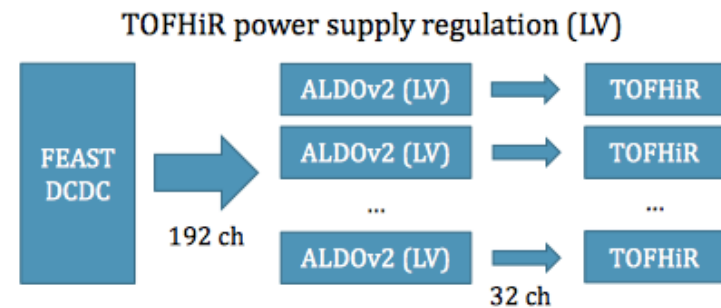 TOFHiR power supply regulation (LV)
FEAST
DCDC
192 ch
ALDOv2 (LV)
TOFHiR
ALDOv2 (LV)
TOFHiR
...
...
ALDOv2 (LV)
TOFHiR
32 ch